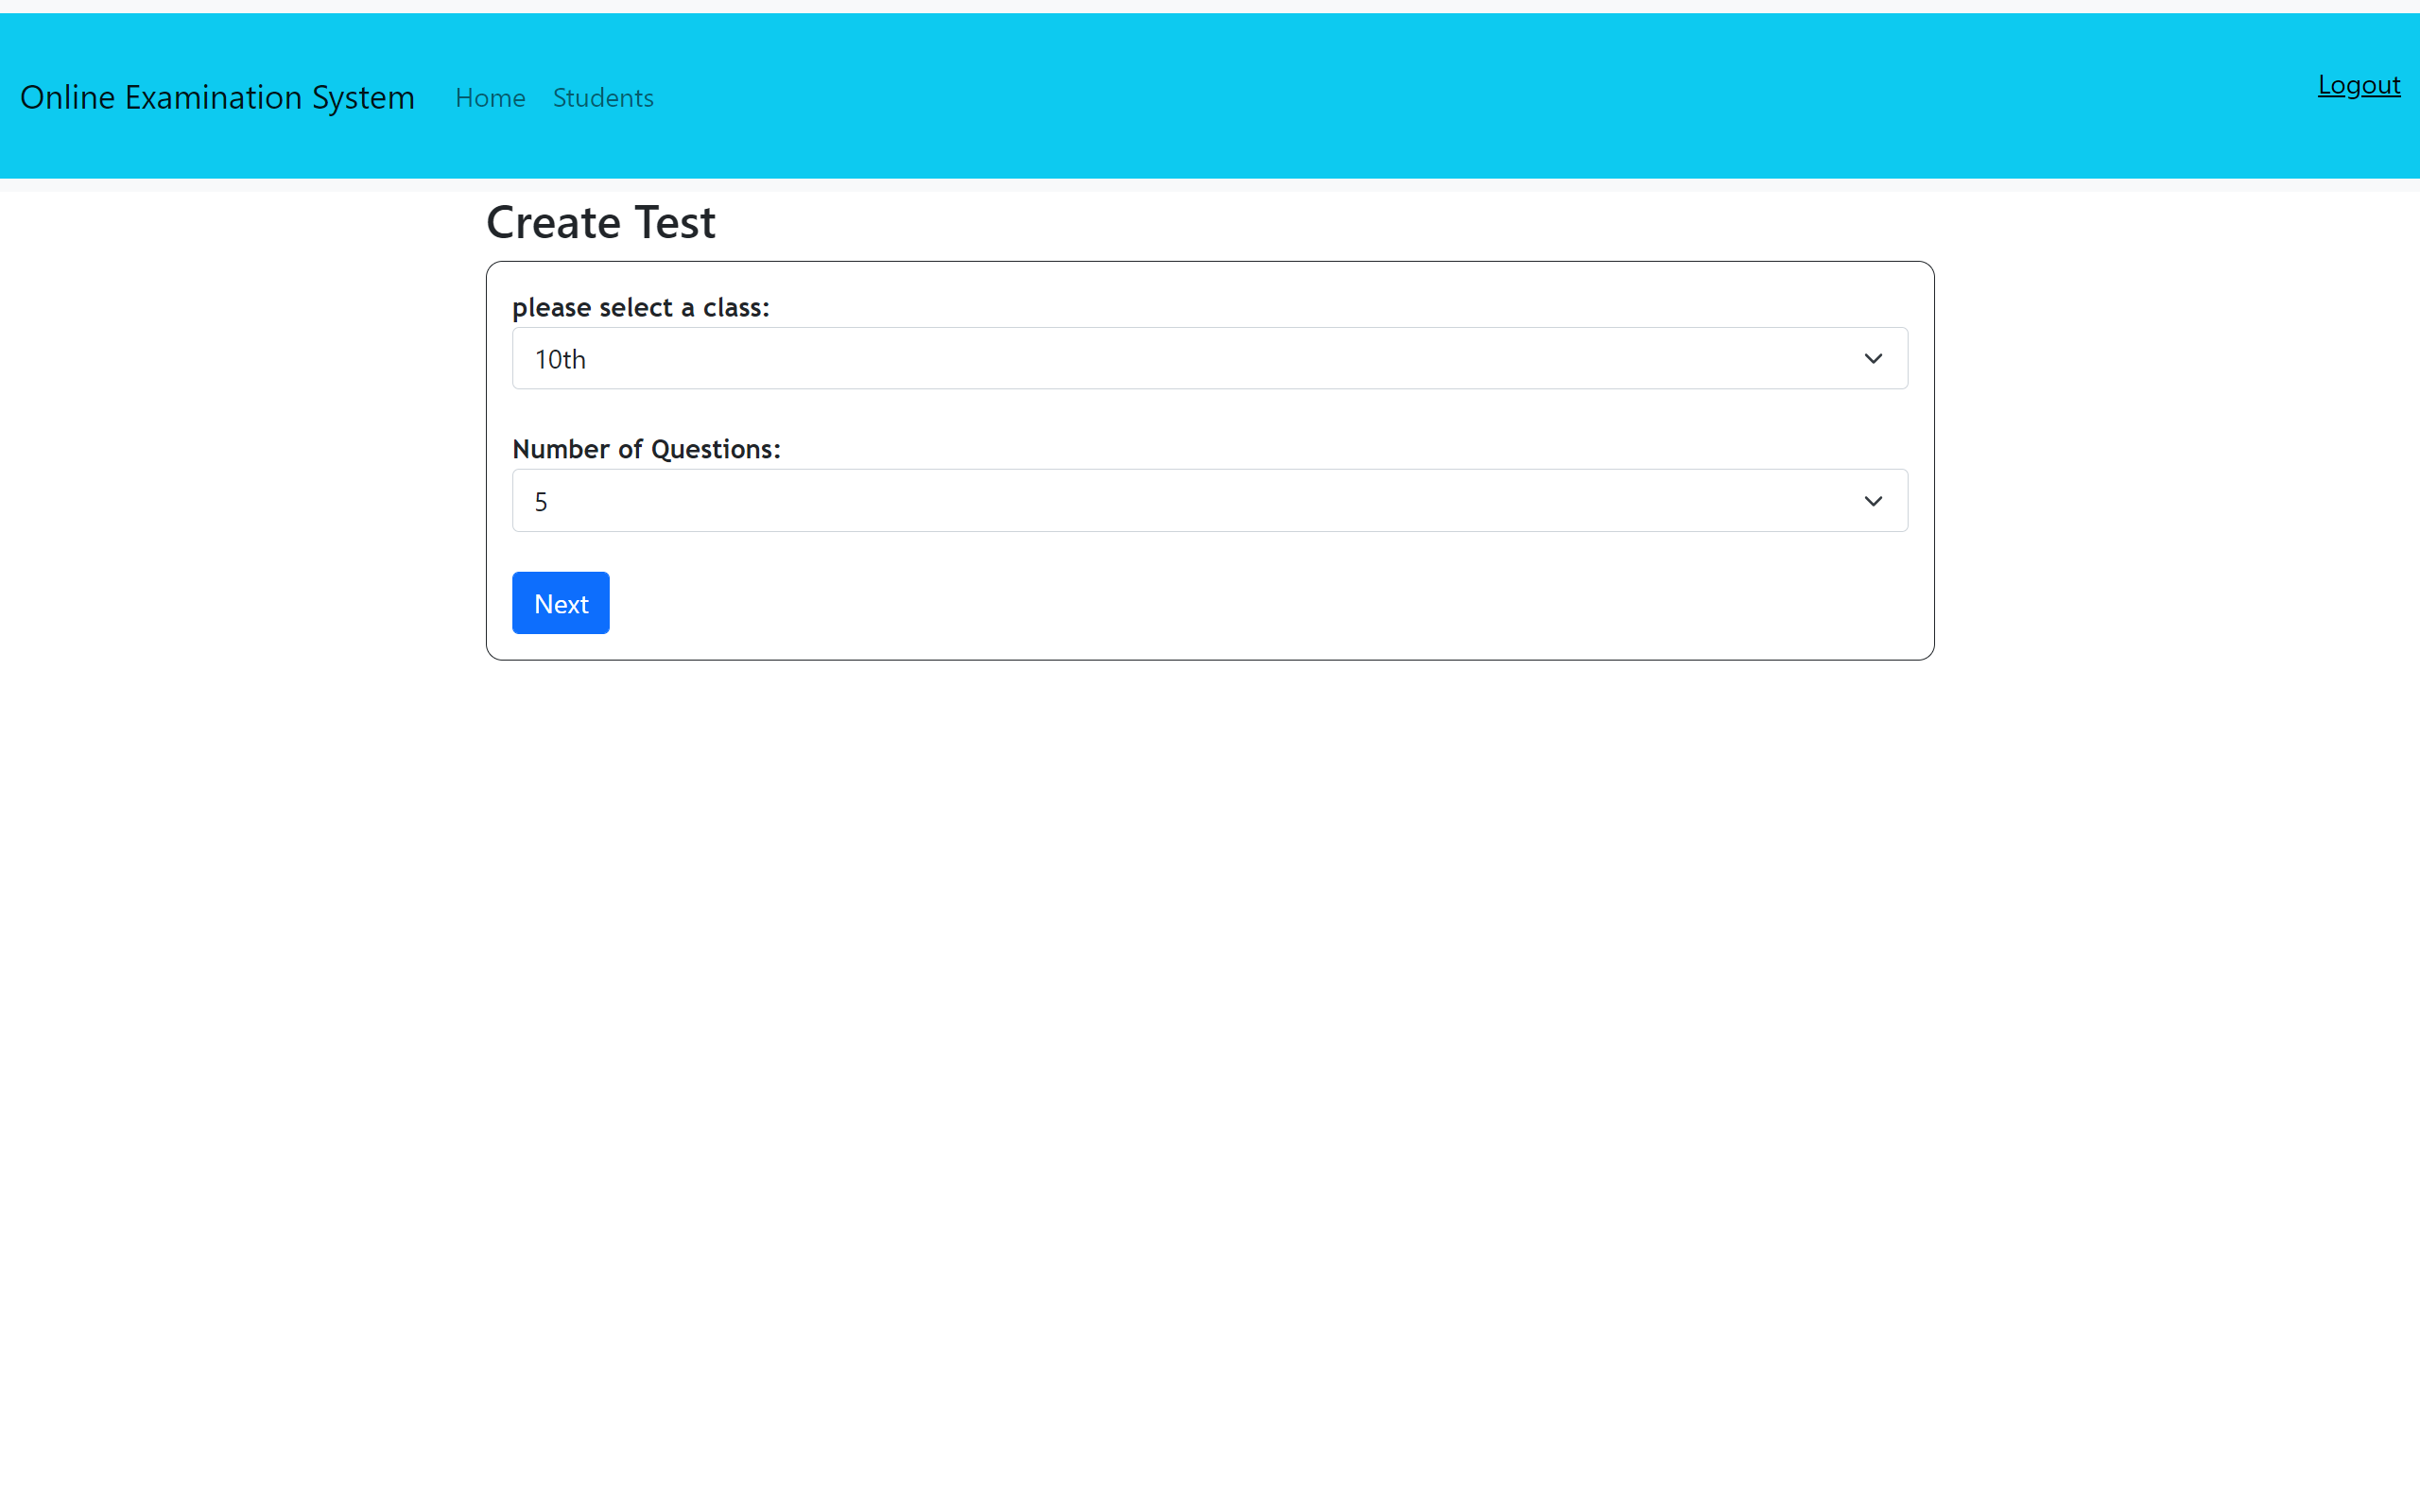 Online Examination System Home Students Logout
Create Test
please select a class:
10th
Number of Questions:
5
Next